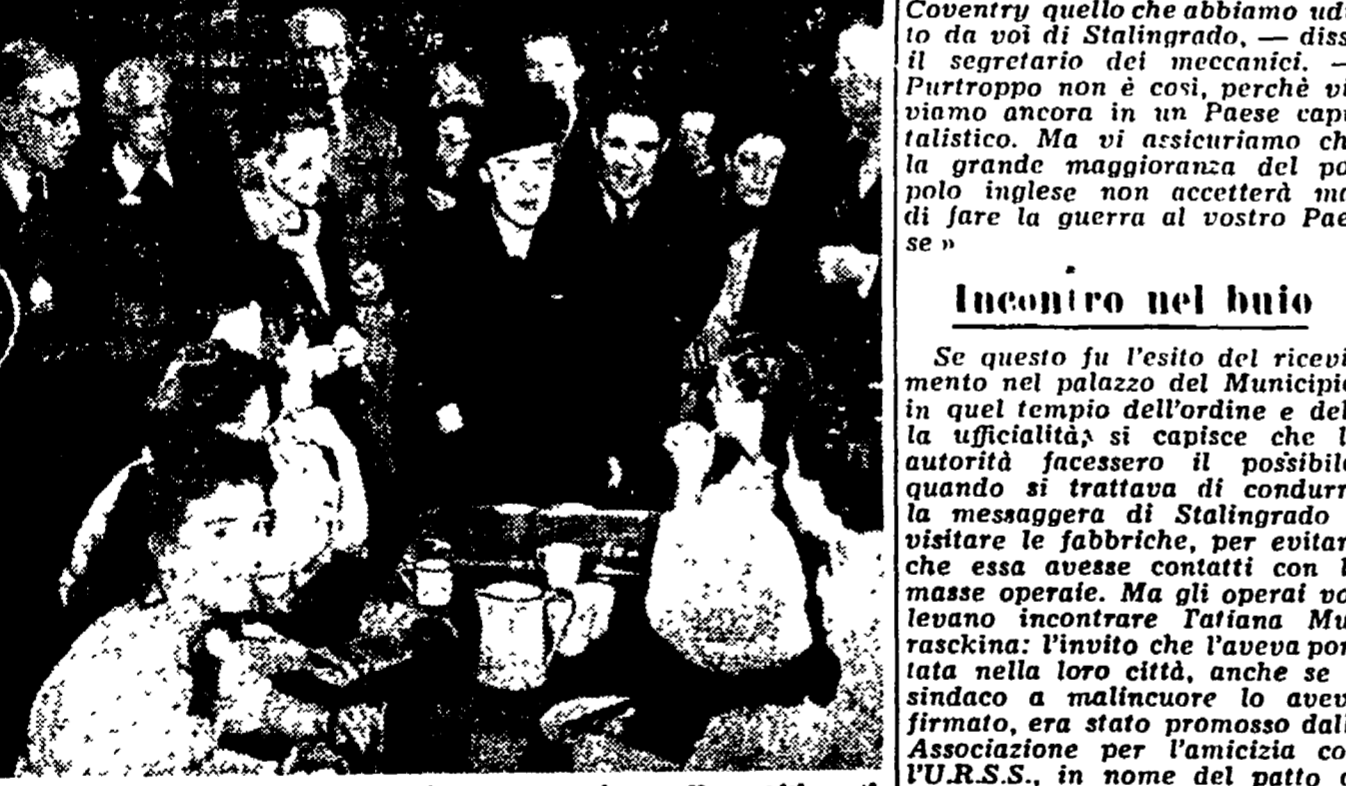 Coventry quello che abbiamo udi
to da voi di Stalingrado, — diss
il segretario dei meccanici. —
Purtroppo non è così, perchè vi
viamo ancora in un Paese capi
talistico. Ma vi assicuriamo ch
la grande maggioranza del po
polo inglese non accetterà ma
di fare la guerra al vostro Pae
se »
Incontro nel buio
Se questo fu l'esito del ricevi
mento nel palazzo del Municipio
in quel tempio dell'ordine e del
la ufficialità, si capisce che l
autorità facessero il possibile
quando si trattava di condurr
la messaggera di Stalingrado
visitare le fabbriche, per evitar
che essa avesse contatti con l
masse operaie. Ma gli operai vo
levano incontrare Tatiana Mu
rasckina: l'invito che l'aveva por
tata nella loro città, anche se
sindaco a malincuore lo avev
firmato, era stato promosso dall
Associazione per l'amicizia co
l'U.R.S.S., in nome del patto